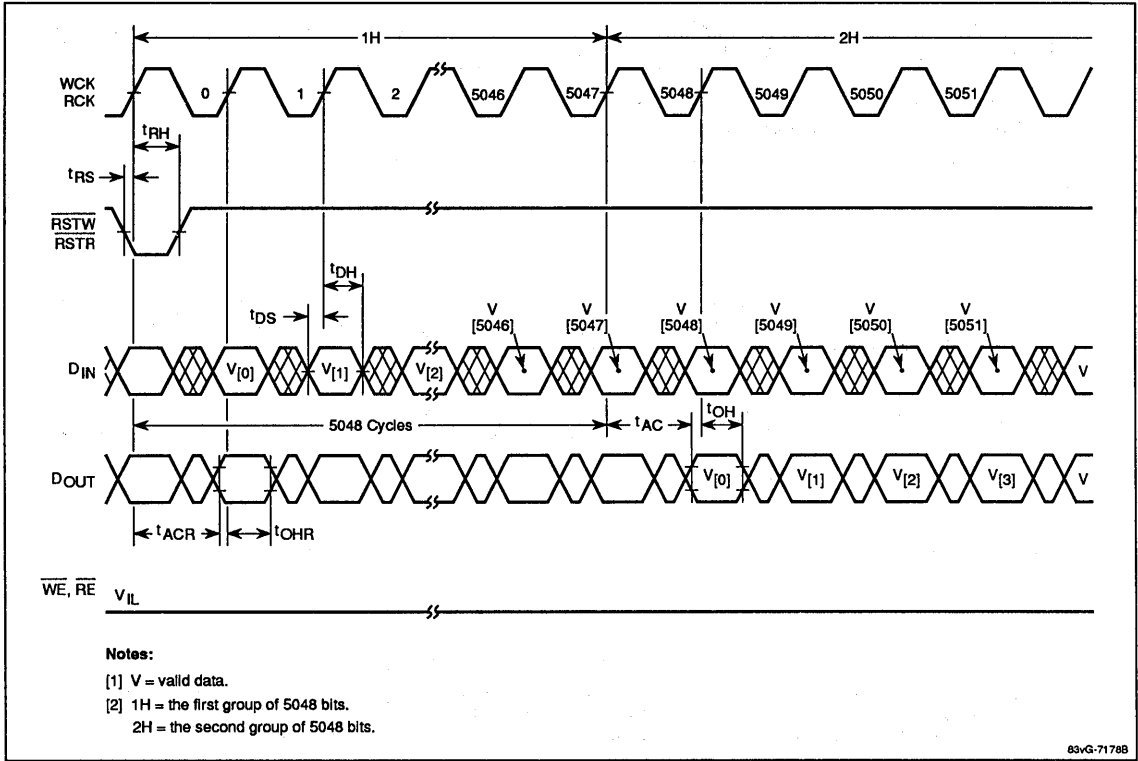 1H 2H
WCK
RCK
0 1 2 5046 5047 5048 5049 5050 5051
tRH
tRS
RSTW
RSTR
tDH
tDS
V
[5046]
V
[5047]
V
[5048]
V
[5049]
V
[5050]
V
[5051]
DIN V[0] V[1] V[2] V
5048 Cycles tAC tOH
DOUT V[0] V[1] V[2] V[3] V
tACR tOHR
WE, RE VIL
Notes:
[1] V = valid data.
[2] 1H = the first group of 5048 bits.
2H = the second group of 5048 bits.
83vG-7178B